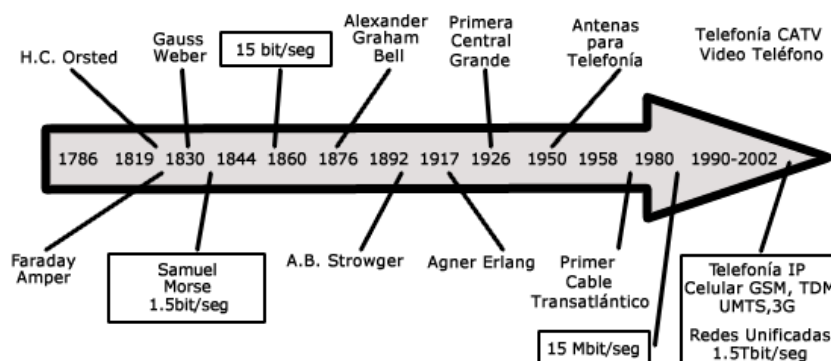 H.C. Orsted
Gauss
Weber
15 bit/seg
Alexander
Graham
Bell
Primera
Central
Grande
Antenas
para
Telefonía
Telefonía CATV
Video Teléfono
1786 1819 1830 1844 1860 1876 1892 1917 1926 1950 1958 1980 1990-2002
Faraday
Amper
Samuel
Morse
1.5bit/seg
A.B. Strowger
Agner Erlang
Primer
Cable
Transatlántico
15 Mbit/seg
Telefonía IP
Celular GSM, TDM
UMTS,3G
Redes Unificadas
1.5Tbit/seg